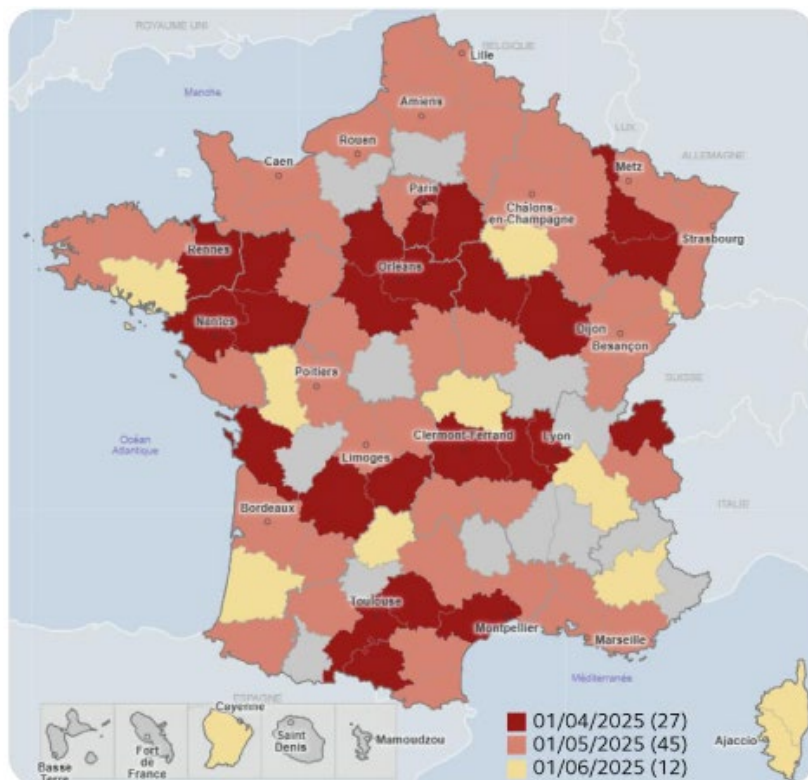 ROYAUME UNI
BELGIQUE
Lille
Manche
Amiens
LUX.
Rouen
ALLEMAGNE
Caen
Metz
Paris
Châlons-
en-Champagne
Strasbourg
Rennes
Orléans
Nantes
Dijon
Besançon
Poitiers
SUISSE
Océan
Atlantique
Clermont-Ferrand
Lyon
Limoges
ITALIE
Bordeaux
Toulouse
Montpellier
Marseille
Méditerranée
ESPAGNE
Cayenne
Saint
Denis
Mamoudzou
Fort
de
France
Basse
Terre
01/04/2025 (27)
01/05/2025 (45)
01/06/2025 (12)
Ajaccio